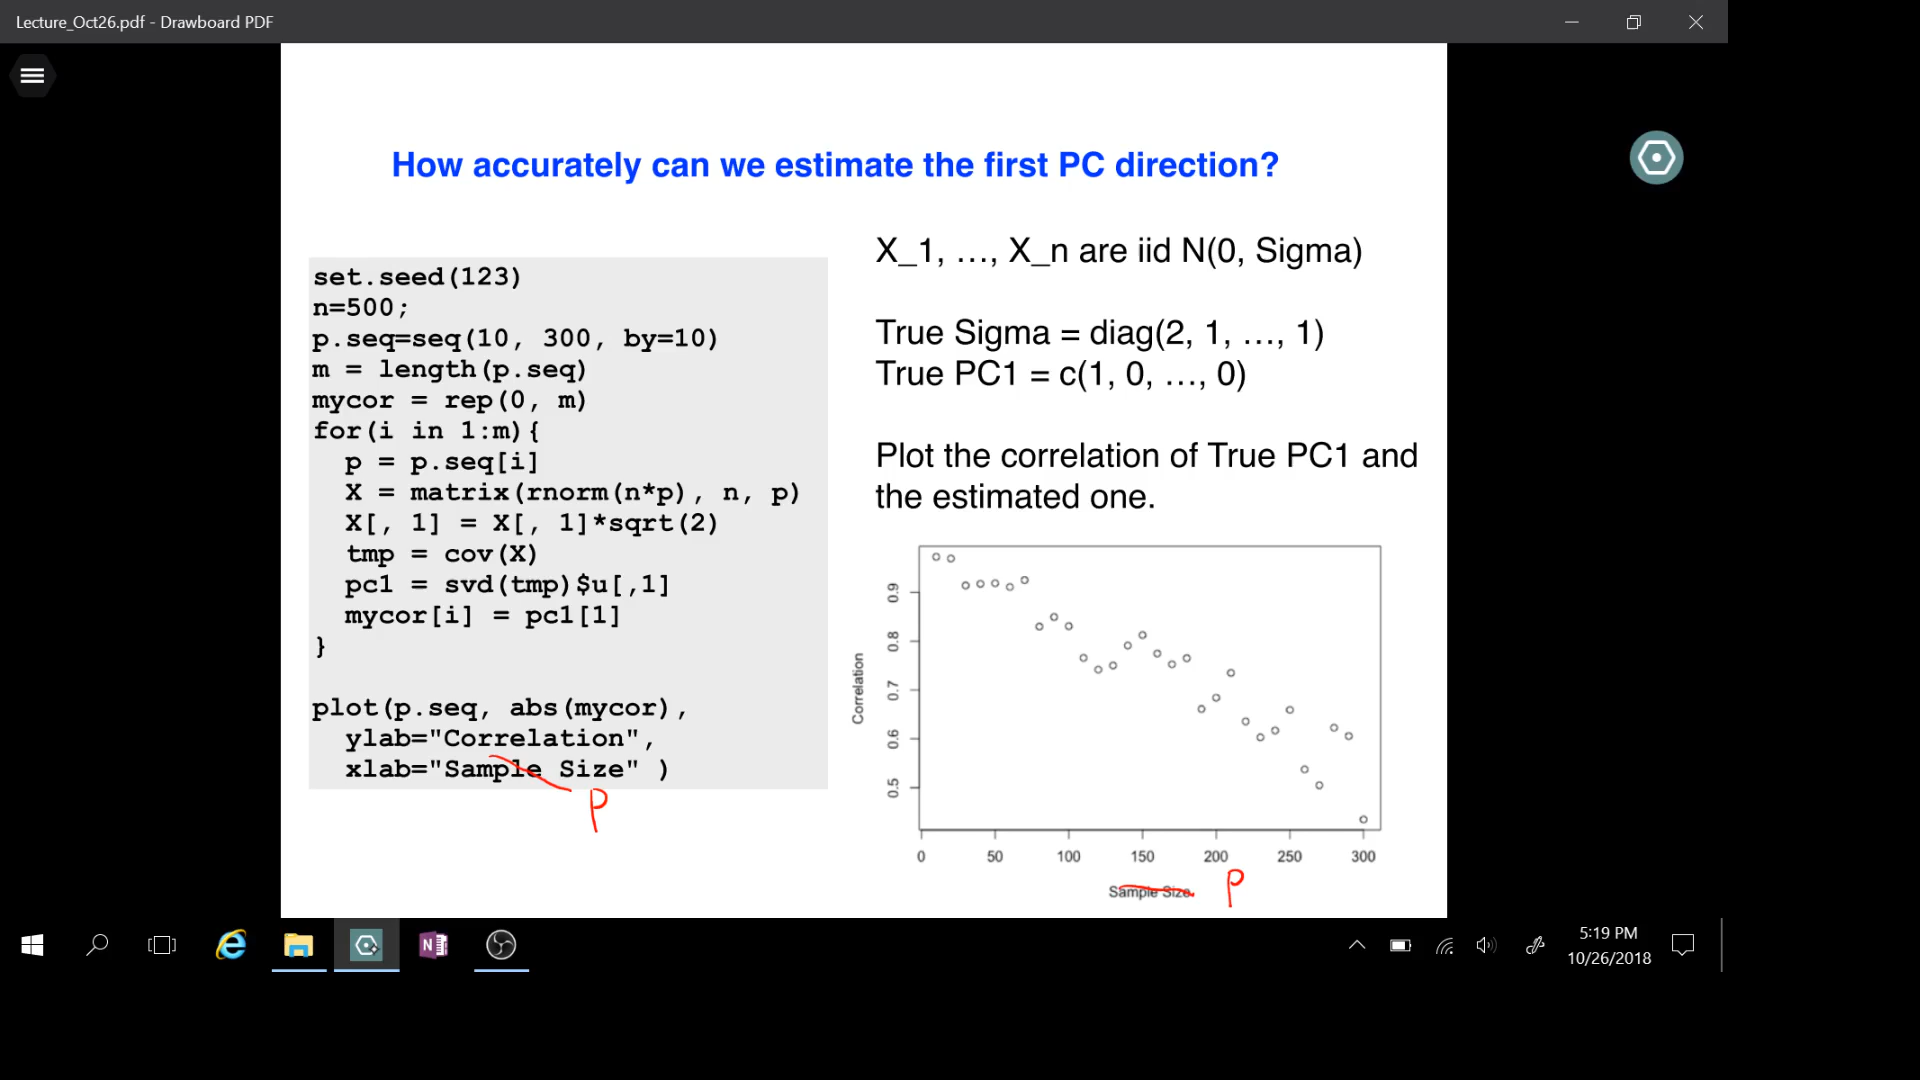 Lecture_Oct26.pdf - Drawboard PDF
How accurately can we estimate the first PC direction?
set.seed(123)
n=500;
p.seq=seq(10, 300, by=10)
m = length(p.seq)
mycor = rep(0, m)
for(i in 1:m){
p = p.seq[i]
X = matrix(rnorm(n*p), n, p)
X[, 1] = X[, 1]*sqrt(2)
tmp = cov(X)
pc1 = svd(tmp)$u[,1]
mycor[i] = pc1[1]
}
plot(p.seq, abs(mycor),
ylab="Correlation",
xlab="Sample Size" )
p
X_1, …, X_n are iid N(0, Sigma)
True Sigma = diag(2, 1, …, 1)
True PC1 = c(1, 0, …, 0)
Plot the correlation of True PC1 and
the estimated one.
Correlation
0.9
0.8
0.7
0.6
0.5
0 50 100 150 200 250 300
Sample Size
p
N
5:19 PM
10/26/2018